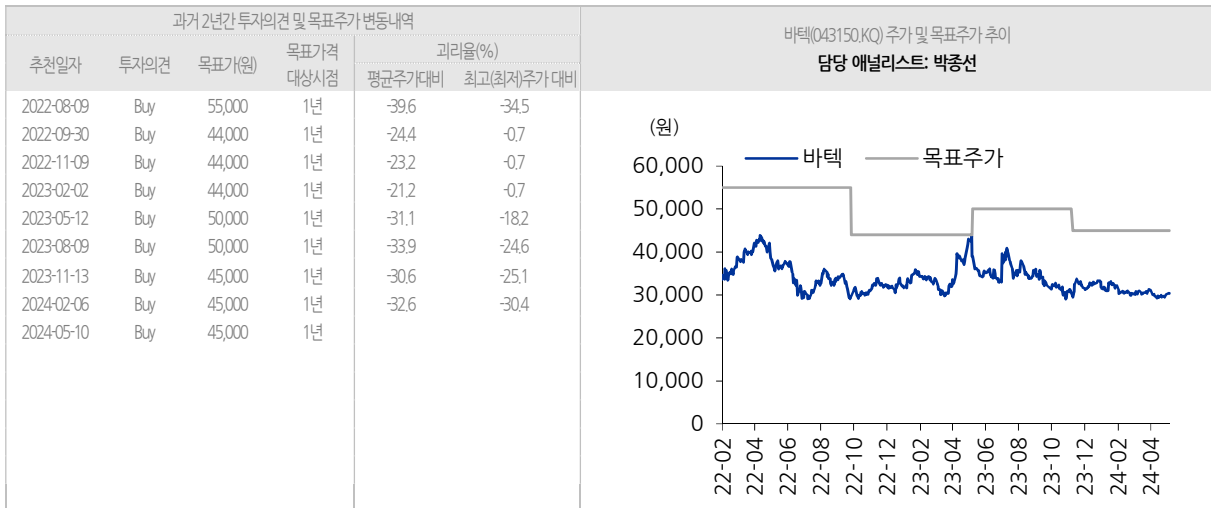 과거 2년간 투자의견 및 목표주가 변동내역
추천일자 투자의견 목표가(원) 목표가격 대상시점 괴리율(%)
평균주가대비 최고(최저)주가 대비
2022-08-09 Buy 55,000 1년 -39.6 -34.5
2022-09-30 Buy 44,000 1년 -24.4 -0.7
2022-11-09 Buy 44,000 1년 -23.2 -0.7
2023-02-02 Buy 44,000 1년 -21.2 -0.7
2023-05-12 Buy 50,000 1년 -31.1 -18.2
2023-08-09 Buy 50,000 1년 -33.9 -24.6
2023-11-13 Buy 45,000 1년 -30.6 -25.1
2024-02-06 Buy 45,000 1년 -32.6 -30.4
2024-05-10 Buy 45,000 1년
바텍(043150.KQ) 주가 및 목표주가 추이
담당 애널리스트: 박종선
(원)
바텍 목표주가
60,000
50,000
40,000
30,000
20,000
10,000
0
22-02 22-04 22-06 22-08 22-10 22-12 23-02 23-04 23-06 23-08 23-10 23-12 24-02 24-04